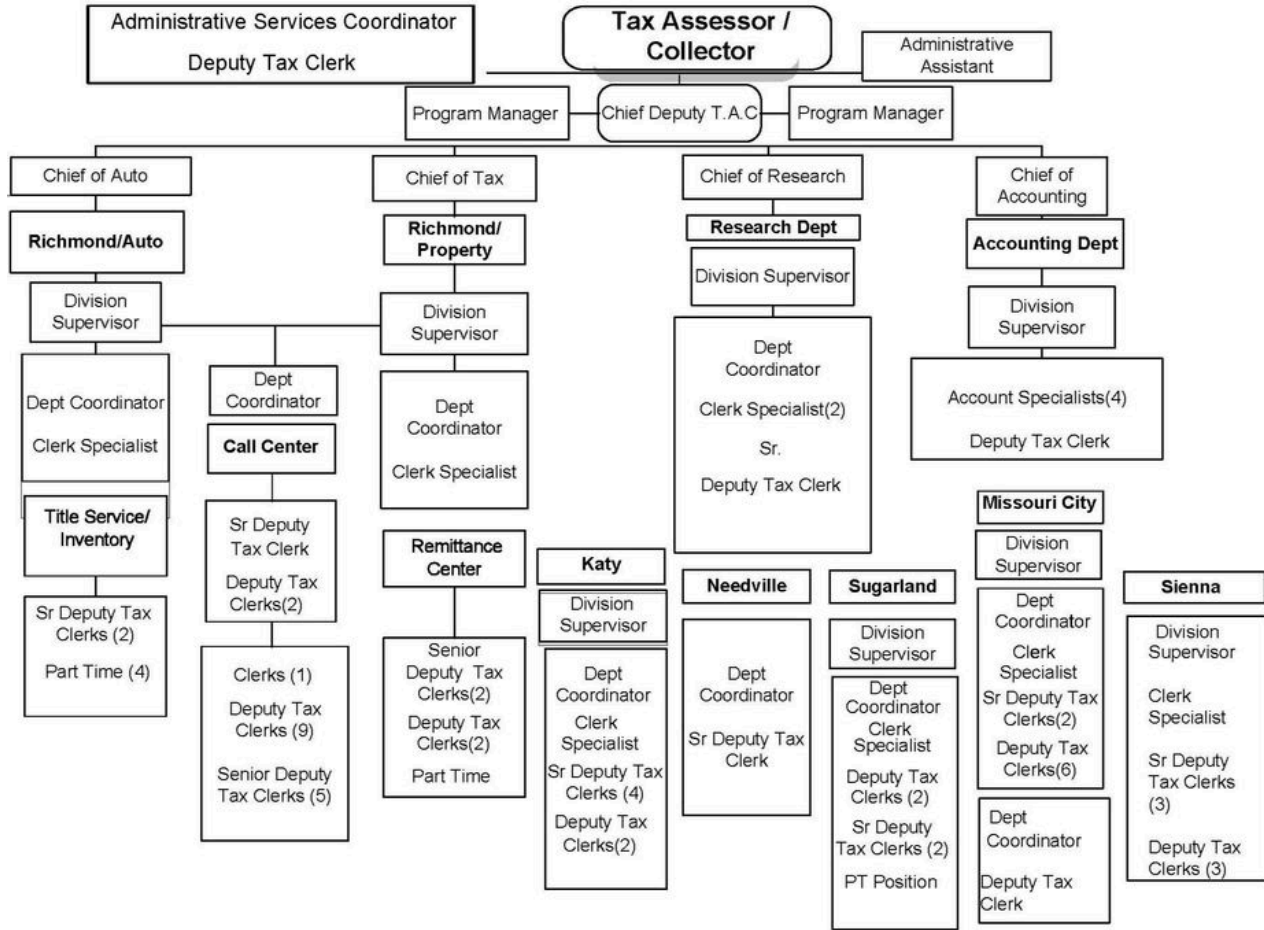 Administrative Services Coordinator
Deputy Tax Clerk
Tax Assessor /
Collector
Administrative
Assistant
Program Manager
Chief Deputy T.A.C
Program Manager
Chief of Auto
Chief of Tax
Chief of Research
Chief of
Accounting
Richmond/Auto
Richmond/
Property
Research Dept
Accounting Dept
Division
Supervisor
Division
Supervisor
Division Supervisor
Division
Supervisor
Dept Coordinator
Clerk Specialist
Dept
Coordinator
Call Center
Dept
Coordinator
Clerk Specialist
Dept
Coordinator
Clerk Specialist(2)
Sr.
Deputy Tax Clerk
Account Specialists(4)
Deputy Tax Clerk
Title Service/
Inventory
Sr Deputy Tax
Clerks (2)
Part Time (4)
Sr Deputy
Tax Clerk
Deputy Tax
Clerks(2)
Clerks (1)
Deputy Tax
Clerks (9)
Senior Deputy
Tax Clerks (5)
Remittance
Center
Senior
Deputy Tax
Clerks(2)
Deputy Tax
Clerks(2)
Part Time
Katy
Division
Supervisor
Dept
Coordinator
Clerk
Specialist
Sr Deputy Tax
Clerks (4)
Deputy Tax
Clerks(2)
Needville
Dept
Coordinator
Sr Deputy Tax
Clerk
Sugarland
Division
Supervisor
Dept
Coordinator
Clerk
Specialist
Deputy Tax
Clerks (2)
Sr Deputy
Tax Clerks (2)
PT Position
Missouri City
Division
Supervisor
Dept
Coordinator
Clerk
Specialist
Sr Deputy Tax
Clerks(2)
Deputy Tax
Clerks(6)
Dept
Coordinator
Deputy Tax
Clerk
Sienna
Division
Supervisor
Clerk
Specialist
Sr Deputy
Tax Clerks
(3)
Deputy Tax
Clerks (3)